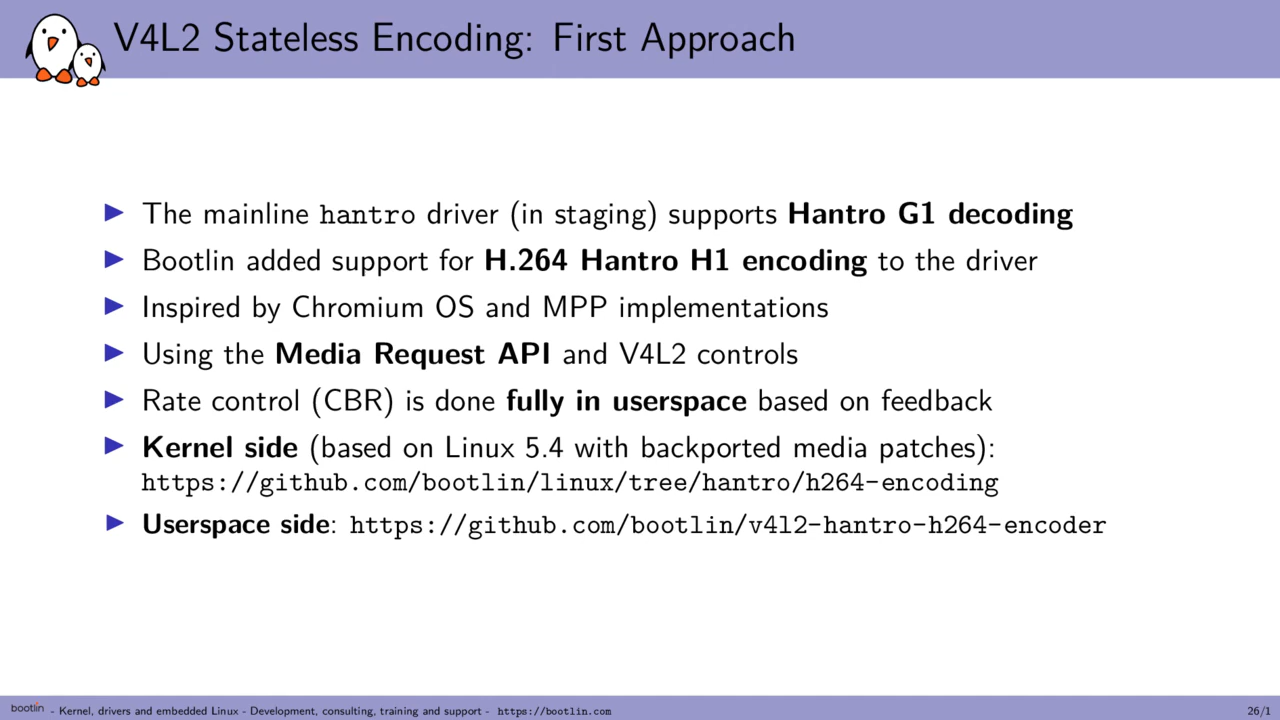 V4L2 Stateless Encoding: First Approach
▶ The mainline hantro driver (in staging) supports Hantro G1 decoding
▶ Bootlin added support for H.264 Hantro H1 encoding to the driver
▶ Inspired by Chromium OS and MPP implementations
▶ Using the Media Request API and V4L2 controls
▶ Rate control (CBR) is done fully in userspace based on feedback
▶ Kernel side (based on Linux 5.4 with backported media patches):
https://github.com/bootlin/linux/tree/hantro/h264-encoding
▶ Userspace side: https://github.com/bootlin/v4l2-hantro-h264-encoder
bootlin - Kernel, drivers and embedded Linux - Development, consulting, training and support - https://bootlin.com 26/1